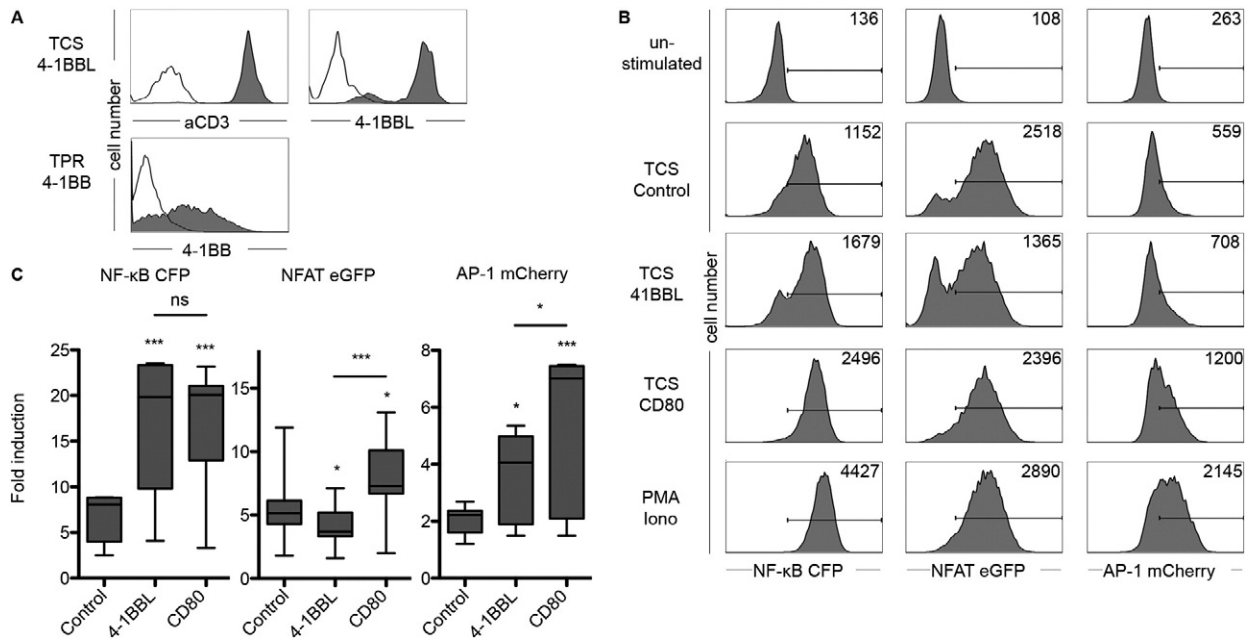 A
TCS
4-1BBL
cell number
aCD3
4-1BBL
TPR
4-1BB
4-1BB
B
un-
stimulated
136
108
263
TCS
Control
1152
2518
559
TCS
41BBL
1679
1365
708
cell number
TCS
CD80
2496
2396
1200
PMA
Iono
4427
2890
2145
NF-κB CFP
NFAT eGFP
AP-1 mCherry
C
NF-κB CFP
NFAT eGFP
AP-1 mCherry
Fold induction
ns
***
***
25
20
15
10
5
0
Control
4-1BBL
CD80
***
*
*
15
10
5
0
Control
4-1BBL
CD80
*
***
*
8
6
4
2
0
Control
4-1BBL
CD80